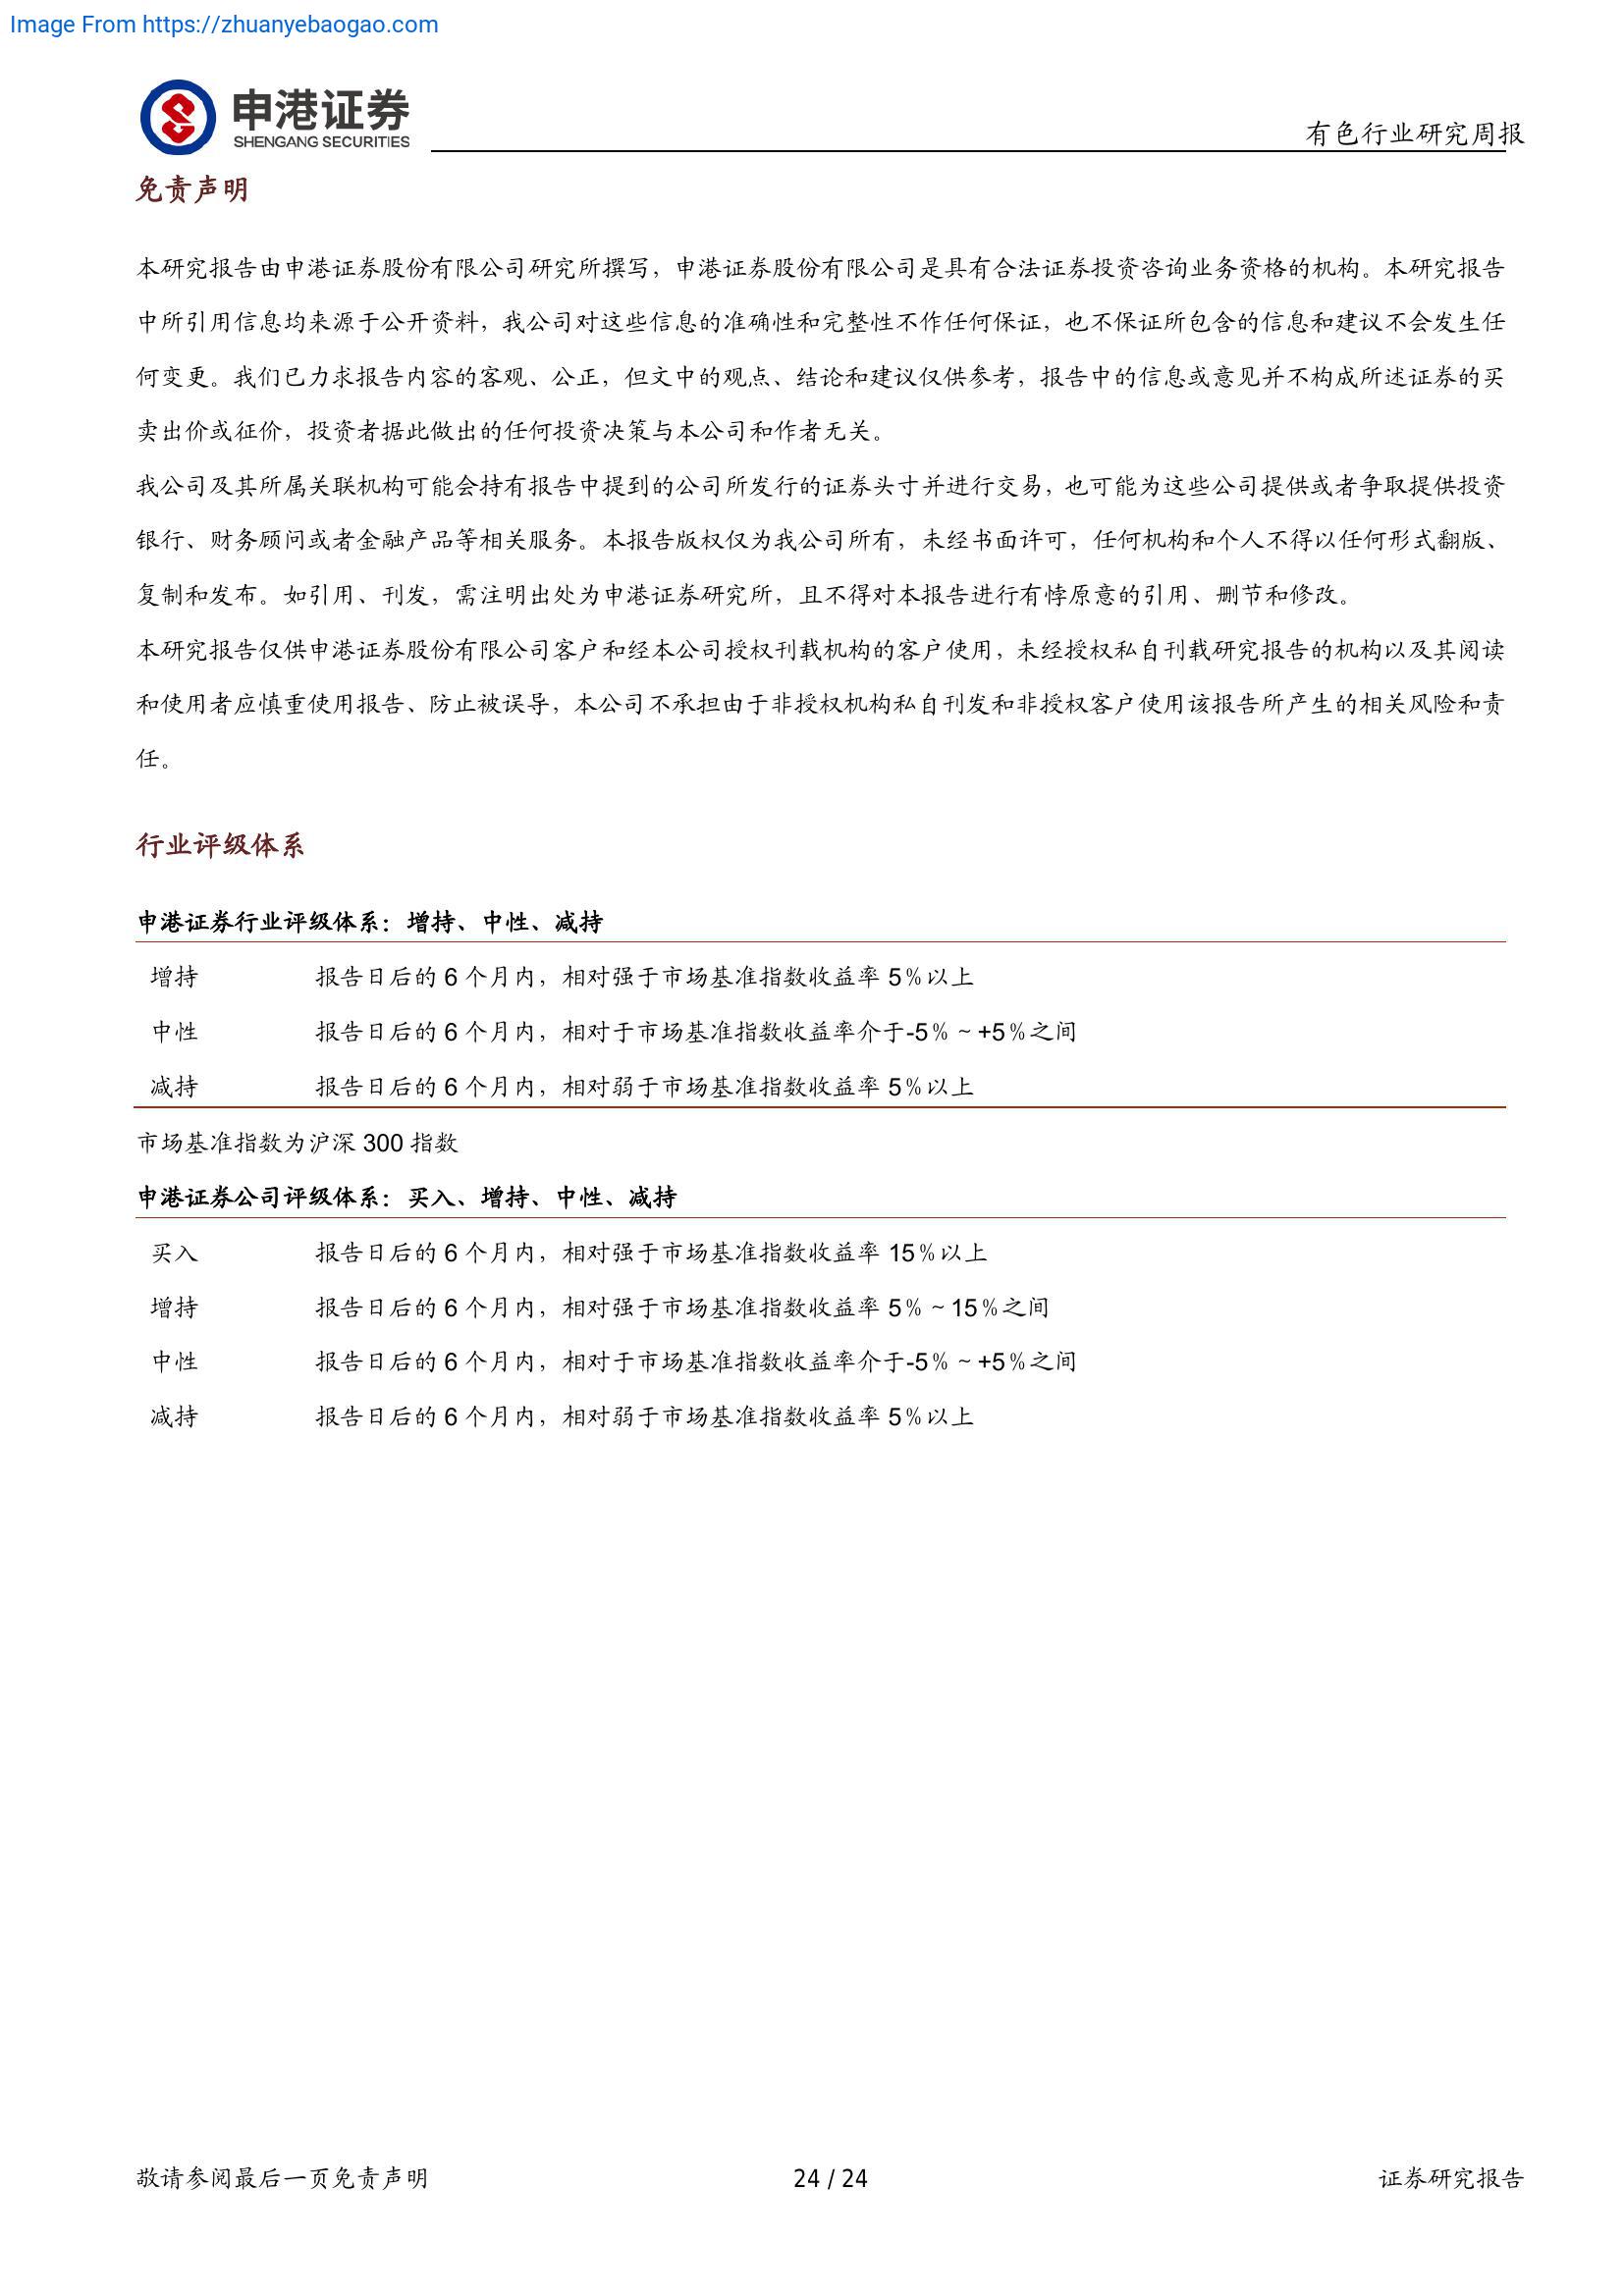 Image From https://zhuanyebaogao.com
申港证券
SHENGANG SECURITIES
有色行业研究周报
免责声明
本研究报告由申港证券股份有限公司研究所撰写，申港证券股份有限公司是具有合法证券投资咨询业务资格的机构。本研究报告
中所引用信息均来源于公开资料，我公司对这些信息的准确性和完整性不作任何保证，也不保证所包含的信息和建议不会发生任
何变更。我们已力求报告内容的客观、公正，但文中的观点、结论和建议仅供参考，报告中的信息或意见并不构成所述证券的买
卖出价或征价，投资者据此做出的任何投资决策与本公司和作者无关。
我公司及其所属关联机构可能会持有报告中提到的公司所发行的证券头寸并进行交易，也可能为这些公司提供或者争取提供投资
银行、财务顾问或者金融产品等相关服务。本报告版权仅为我公司所有，未经书面许可，任何机构和个人不得以任何形式翻版、
复制和发布。如引用、刊发，需注明出处为申港证券研究所，且不得对本报告进行有悖原意的引用、删节和修改。
本研究报告仅供申港证券股份有限公司客户和经本公司授权刊载机构的客户使用，未经授权私自刊载研究报告的机构以及其阅读
和使用者应慎重使用报告、防止被误导，本公司不承担由于非授权机构私自刊发和非授权客户使用该报告所产生的相关风险和责
任。
行业评级体系
申港证券行业评级体系：增持、中性、减持
增持 报告日后的 6 个月内，相对强于市场基准指数收益率 5％以上
中性 报告日后的 6 个月内，相对于市场基准指数收益率介于-5％～+5％之间
减持 报告日后的 6 个月内，相对弱于市场基准指数收益率 5％以上
市场基准指数为沪深 300 指数
申港证券公司评级体系：买入、增持、中性、减持
买入 报告日后的 6 个月内，相对强于市场基准指数收益率 15％以上
增持 报告日后的 6 个月内，相对强于市场基准指数收益率 5％～15％之间
中性 报告日后的 6 个月内，相对于市场基准指数收益率介于-5％～+5％之间
减持 报告日后的 6 个月内，相对弱于市场基准指数收益率 5％以上
敬请参阅最后一页免责声明 24 / 24 证券研究报告